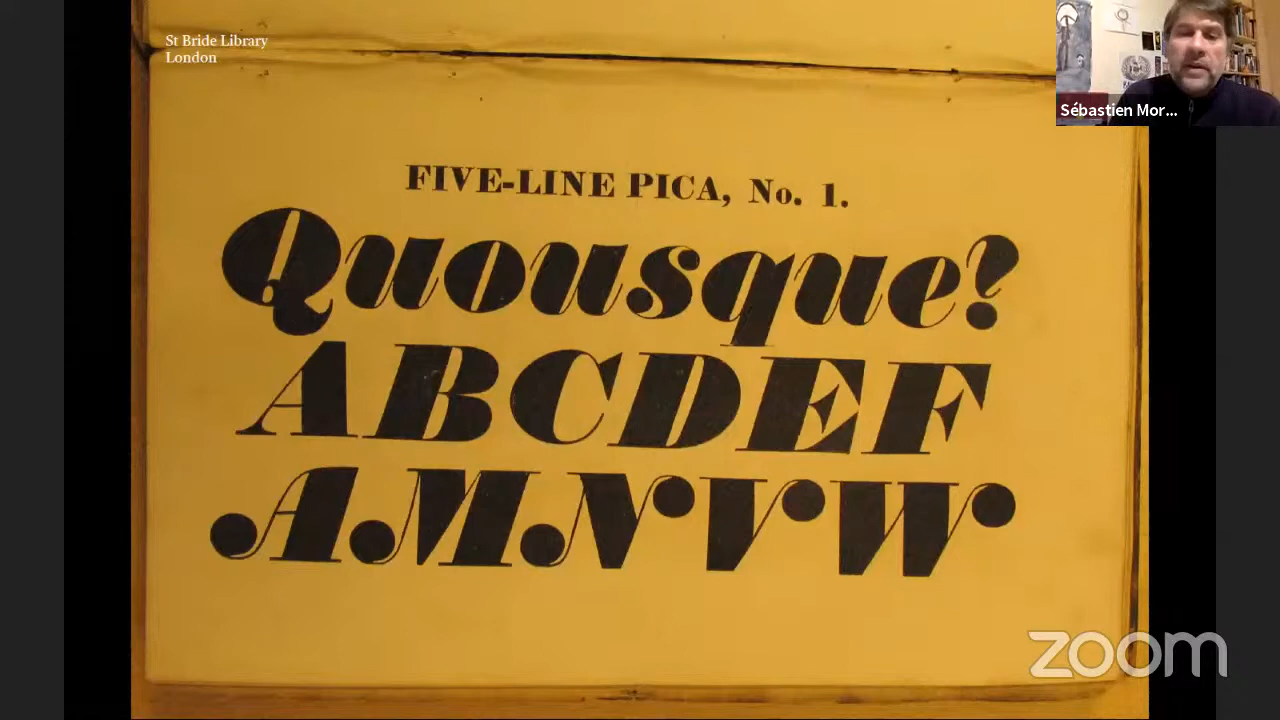 St Bride Library
London
Sébastien Mor...
FIVE-LINE PICA, No. 1.
Quousque!
ABCDEF
AMNVW
zoom